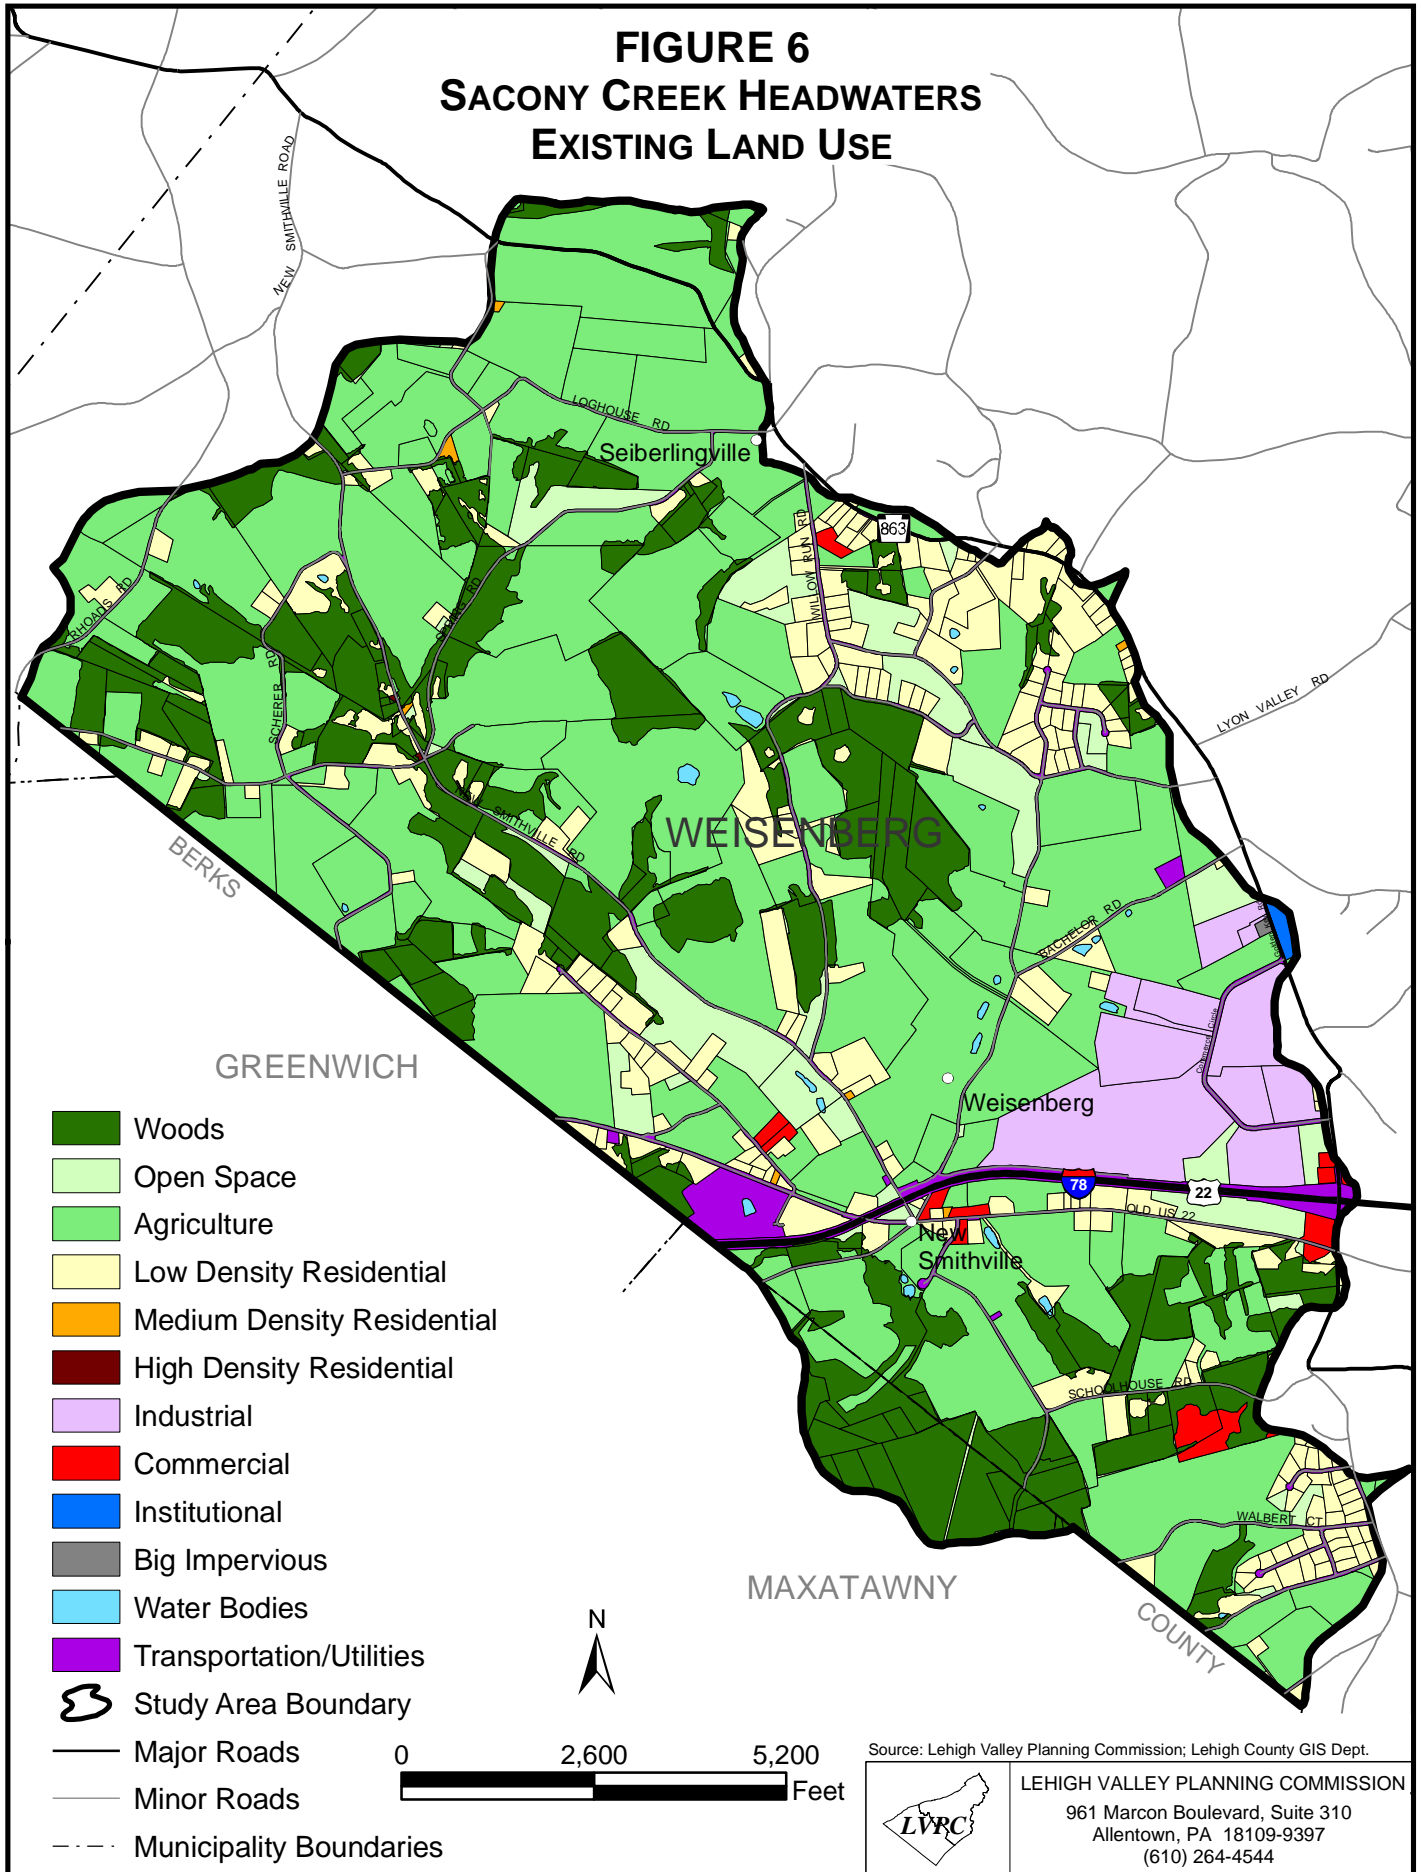 FIGURE 6
SACONY CREEK HEADWATERS
EXISTING LAND USE
NEW SMITHVILLE ROAD
LOGHOUSE RD
Seiberlingville
863
WILLOW RUN RD
RHOADS RD
SPRING RD
SCHERER RD
LYON VALLEY RD
NEW SMITHVILLE RD
WEISENBERG
BERKS
BACHELOR RD
Commerce Circle
GREENWICH
Weisenberg
78
22
OLD US 22
New
Smithville
SCHOOLHOUSE RD
WALBERT CT
MAXATAWNY
COUNTY
Woods
Open Space
Agriculture
Low Density Residential
Medium Density Residential
High Density Residential
Industrial
Commercial
Institutional
Big Impervious
Water Bodies
Transportation/Utilities
Study Area Boundary
Major Roads
Minor Roads
Municipality Boundaries
N
0 2,600 5,200
Feet
Source: Lehigh Valley Planning Commission; Lehigh County GIS Dept.
LVPC
LEHIGH VALLEY PLANNING COMMISSION
961 Marcon Boulevard, Suite 310
Allentown, PA 18109-9397
(610) 264-4544